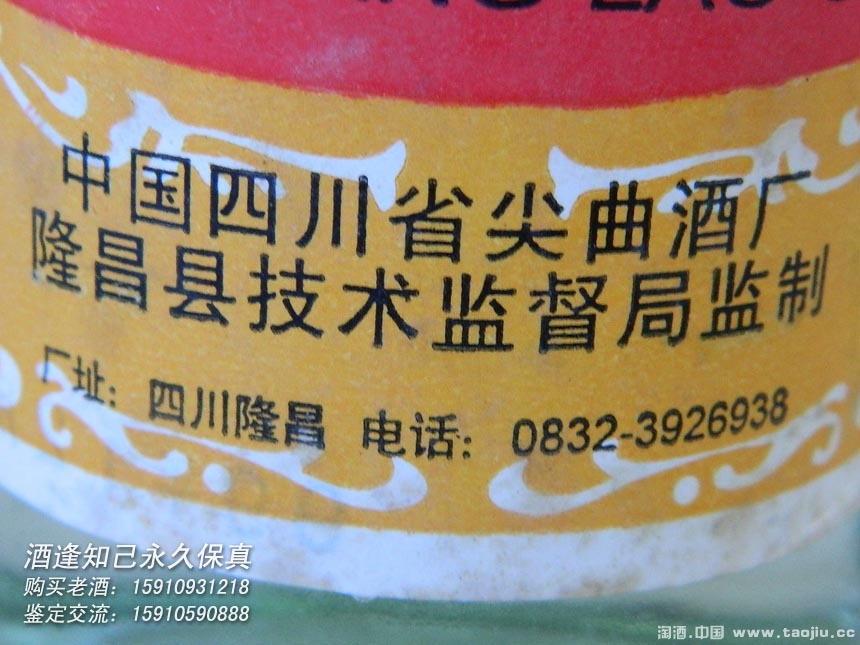 中国四川省尖曲酒厂
隆昌县技术监督局监制
厂址：四川隆昌 电话：0832-3926938
酒逢知己永久保真
购买老酒：15910931218
鉴定交流：15910590888
淘酒.中国 www.taojiu.cc